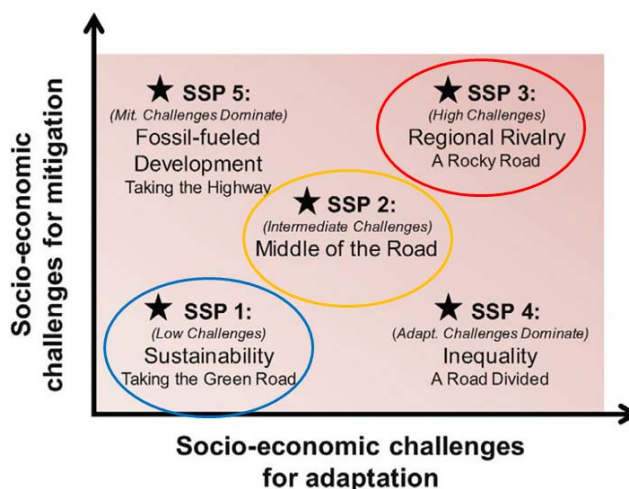 Socio-economic
challenges for mitigation
★ SSP 5:
(Mit. Challenges Dominate)
Fossil-fueled
Development
Taking the Highway
★ SSP 3:
(High Challenges)
Regional Rivalry
A Rocky Road
★ SSP 2:
(Intermediate Challenges)
Middle of the Road
★ SSP 1:
(Low Challenges)
Sustainability
Taking the Green Road
★ SSP 4:
(Adapt. Challenges Dominate)
Inequality
A Road Divided
Socio-economic challenges
for adaptation